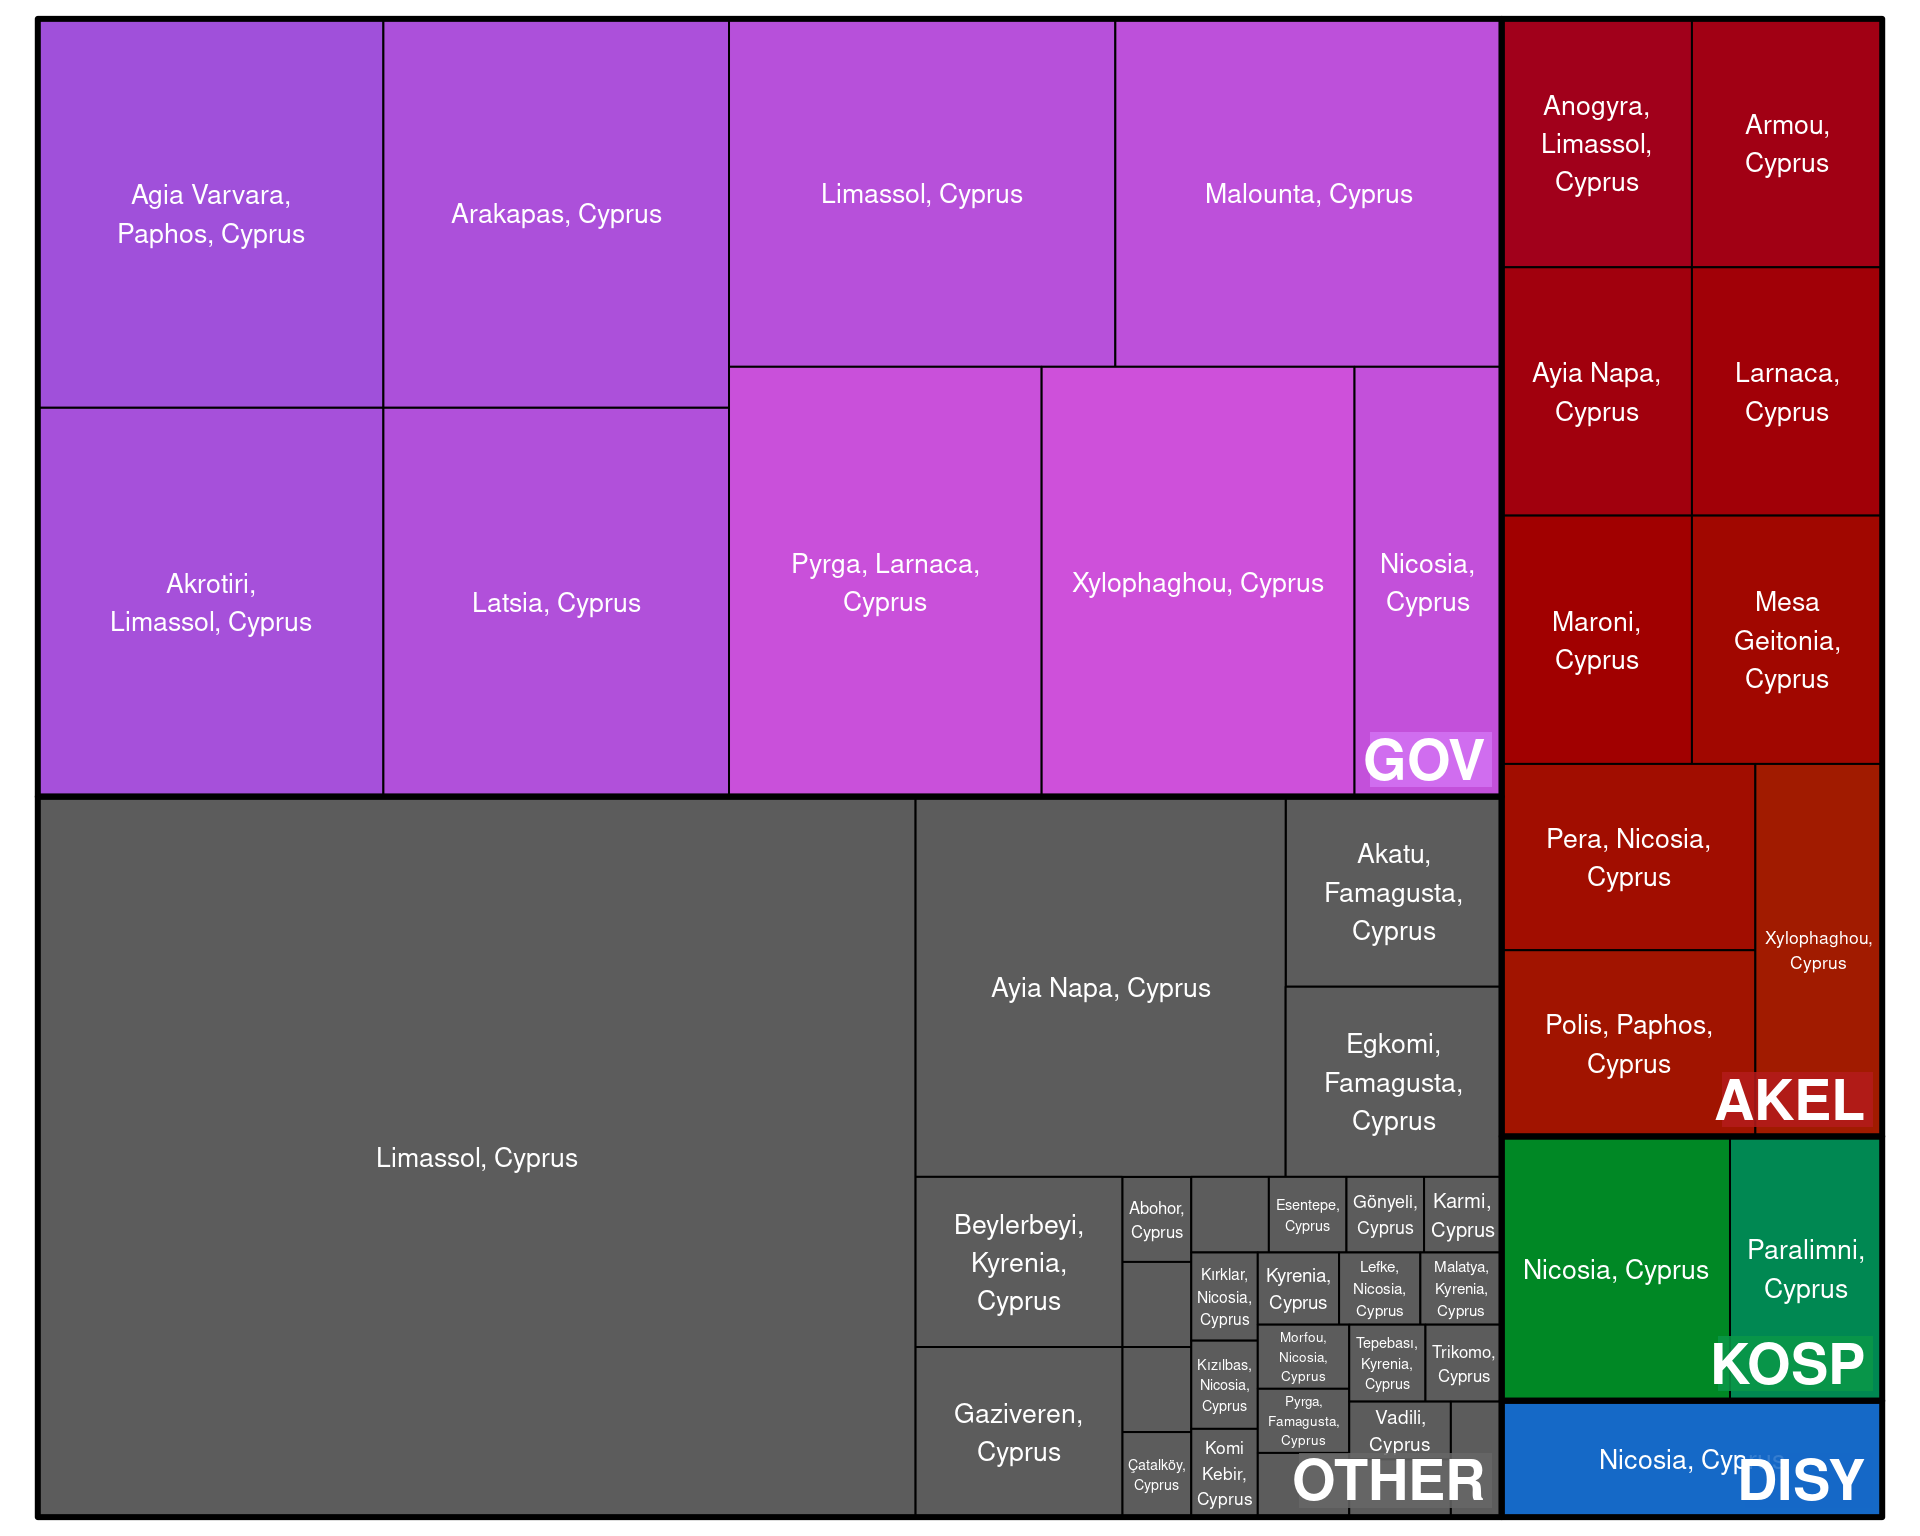 Agia Varvara,
Paphos, Cyprus
Arakapas, Cyprus
Limassol, Cyprus
Malounta, Cyprus
Akrotiri,
Limassol, Cyprus
Latsia, Cyprus
Pyrga, Larnaca,
Cyprus
Xylophaghou, Cyprus
Nicosia,
Cyprus
GOV
Anogyra,
Limassol,
Cyprus
Armou,
Cyprus
Ayia Napa,
Cyprus
Larnaca,
Cyprus
Maroni,
Cyprus
Mesa
Geitonia,
Cyprus
Pera, Nicosia,
Cyprus
Xylophaghou,
Cyprus
Polis, Paphos,
Cyprus
AKEL
Limassol, Cyprus
Ayia Napa, Cyprus
Akatu,
Famagusta,
Cyprus
Egkomi,
Famagusta,
Cyprus
Beylerbeyi,
Kyrenia,
Cyprus
Gaziveren,
Cyprus
Abohor,
Cyprus
Çatalköy,
Cyprus
Esentepe,
Cyprus
Gönyeli,
Cyprus
Karmi,
Cyprus
Kırklar,
Nicosia,
Cyprus
Kyrenia,
Cyprus
Lefke,
Nicosia,
Cyprus
Malatya,
Kyrenia,
Cyprus
Kızılbas,
Nicosia,
Cyprus
Morfou,
Nicosia,
Cyprus
Tepebası,
Kyrenia,
Cyprus
Trikomo,
Cyprus
Komi
Kebir,
Cyprus
Pyrga,
Famagusta,
Cyprus
Vadili,
Cyprus
OTHER
Nicosia, Cyprus
Paralimni,
Cyprus
KOSP
Nicosia, Cyprus
DISY